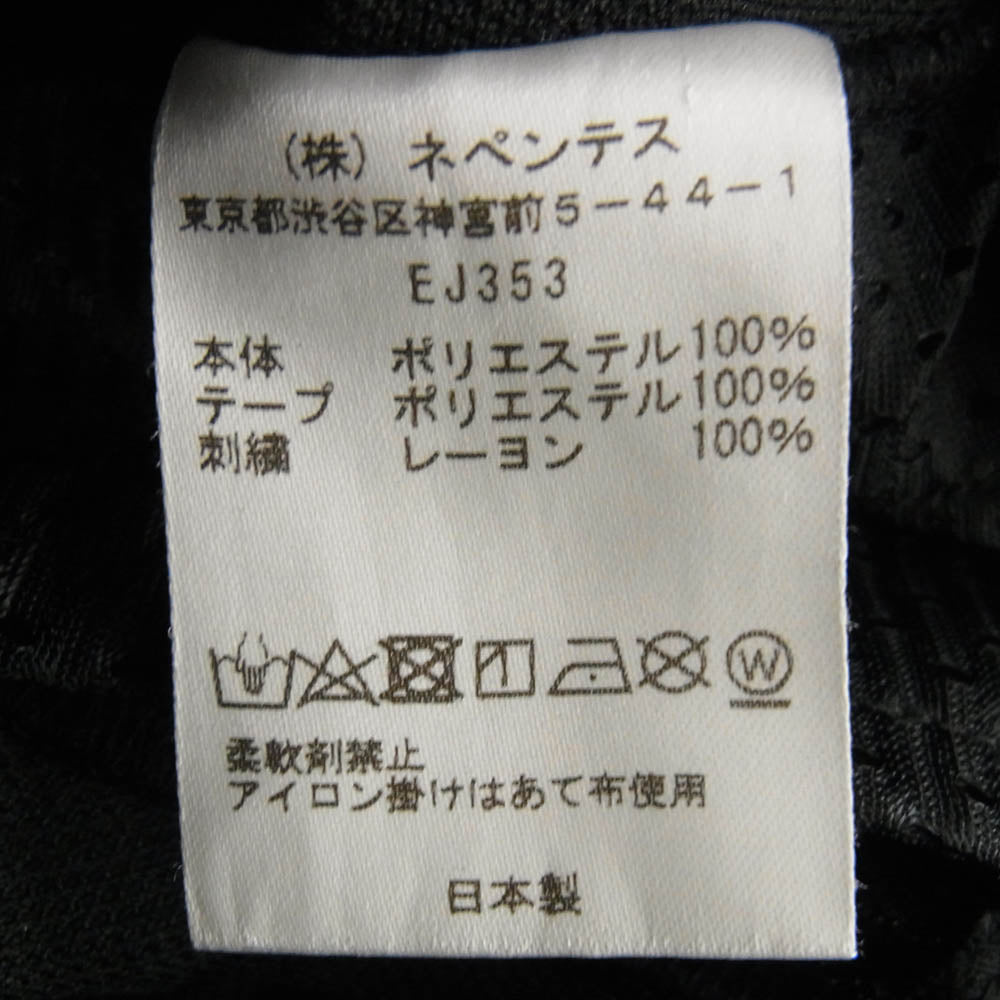 (株) ネペンテス
東京都渋谷区神宮前5-44-1
EJ353
本体 ポリエステル100%
テープ ポリエステル100%
刺繍 レーヨン 100%
W
柔軟剤禁止
アイロン掛けはあて布使用
日本製